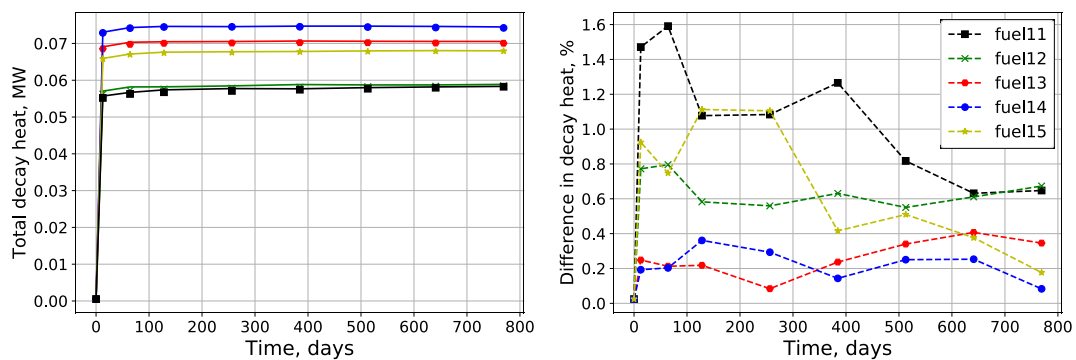 Total decay heat, MW
0.07
0.06
0.05
0.04
0.03
0.02
0.01
0.00
0 100 200 300 400 500 600 700 800
Time, days
Difference in decay heat, %
1.6
1.4
1.2
1.0
0.8
0.6
0.4
0.2
0.0
0 100 200 300 400 500 600 700 800
Time, days
fuel11
fuel12
fuel13
fuel14
fuel15